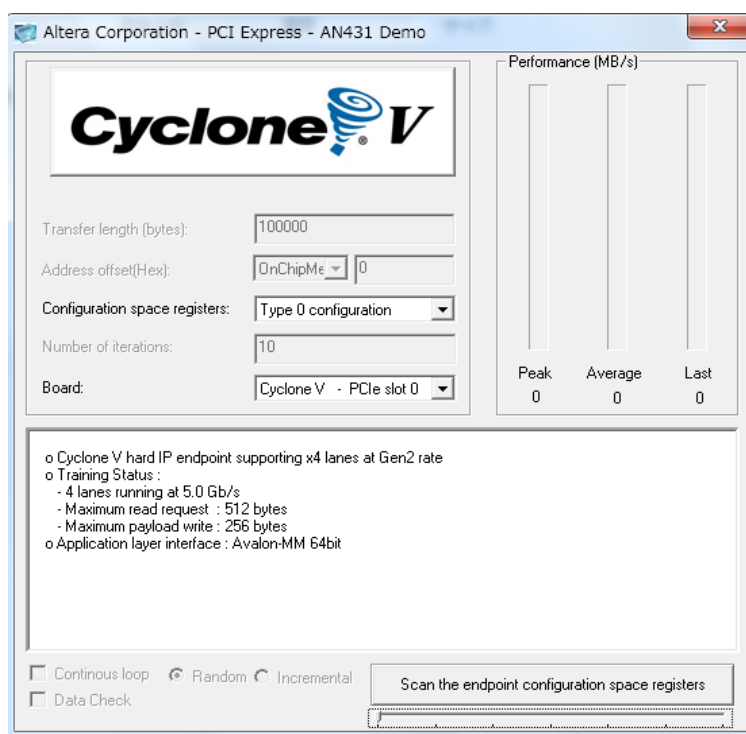 Altera Corporation - PCI Express - AN431 Demo
Cyclone® V
Transfer length (bytes): 100000
Address offset(Hex): OnChipMe 0
Configuration space registers: Type 0 configuration
Number of iterations: 10
Board: Cyclone V - PCIe slot 0
Performance (MB/s)
Peak Average Last
0 0 0
o Cyclone V hard IP endpoint supporting x4 lanes at Gen2 rate
o Training Status :
- 4 lanes running at 5.0 Gb/s
- Maximum read request : 512 bytes
- Maximum payload write : 256 bytes
o Application layer interface : Avalon-MM 64bit
Continous loop Random Incremental
Data Check
Scan the endpoint configuration space registers